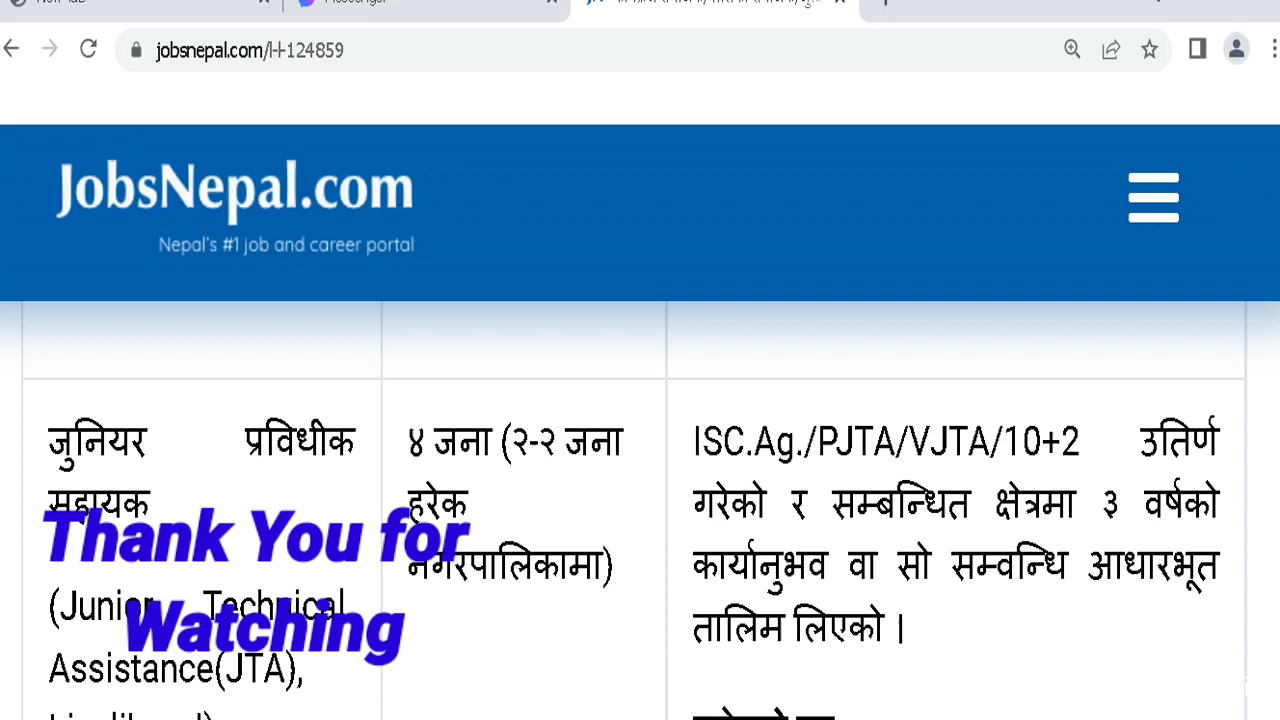 jobsnepal.com/l-i-124859
JobsNepal.com
Nepal's #1 job and career portal
जुनियर प्रविधीक
सहायक
(Junior Technical
Assistance(JTA),
४ जना (२-२ जना
हरेक
नगरपालिकामा)
ISC.Ag./PJTA/VJTA/10+2 उतिर्ण
गरेको र सम्बन्धित क्षेत्रमा ३ वर्षको
कार्यानुभव वा सो सम्वन्धि आधारभूत
तालिम लिएको ।
Thank You for
Watching